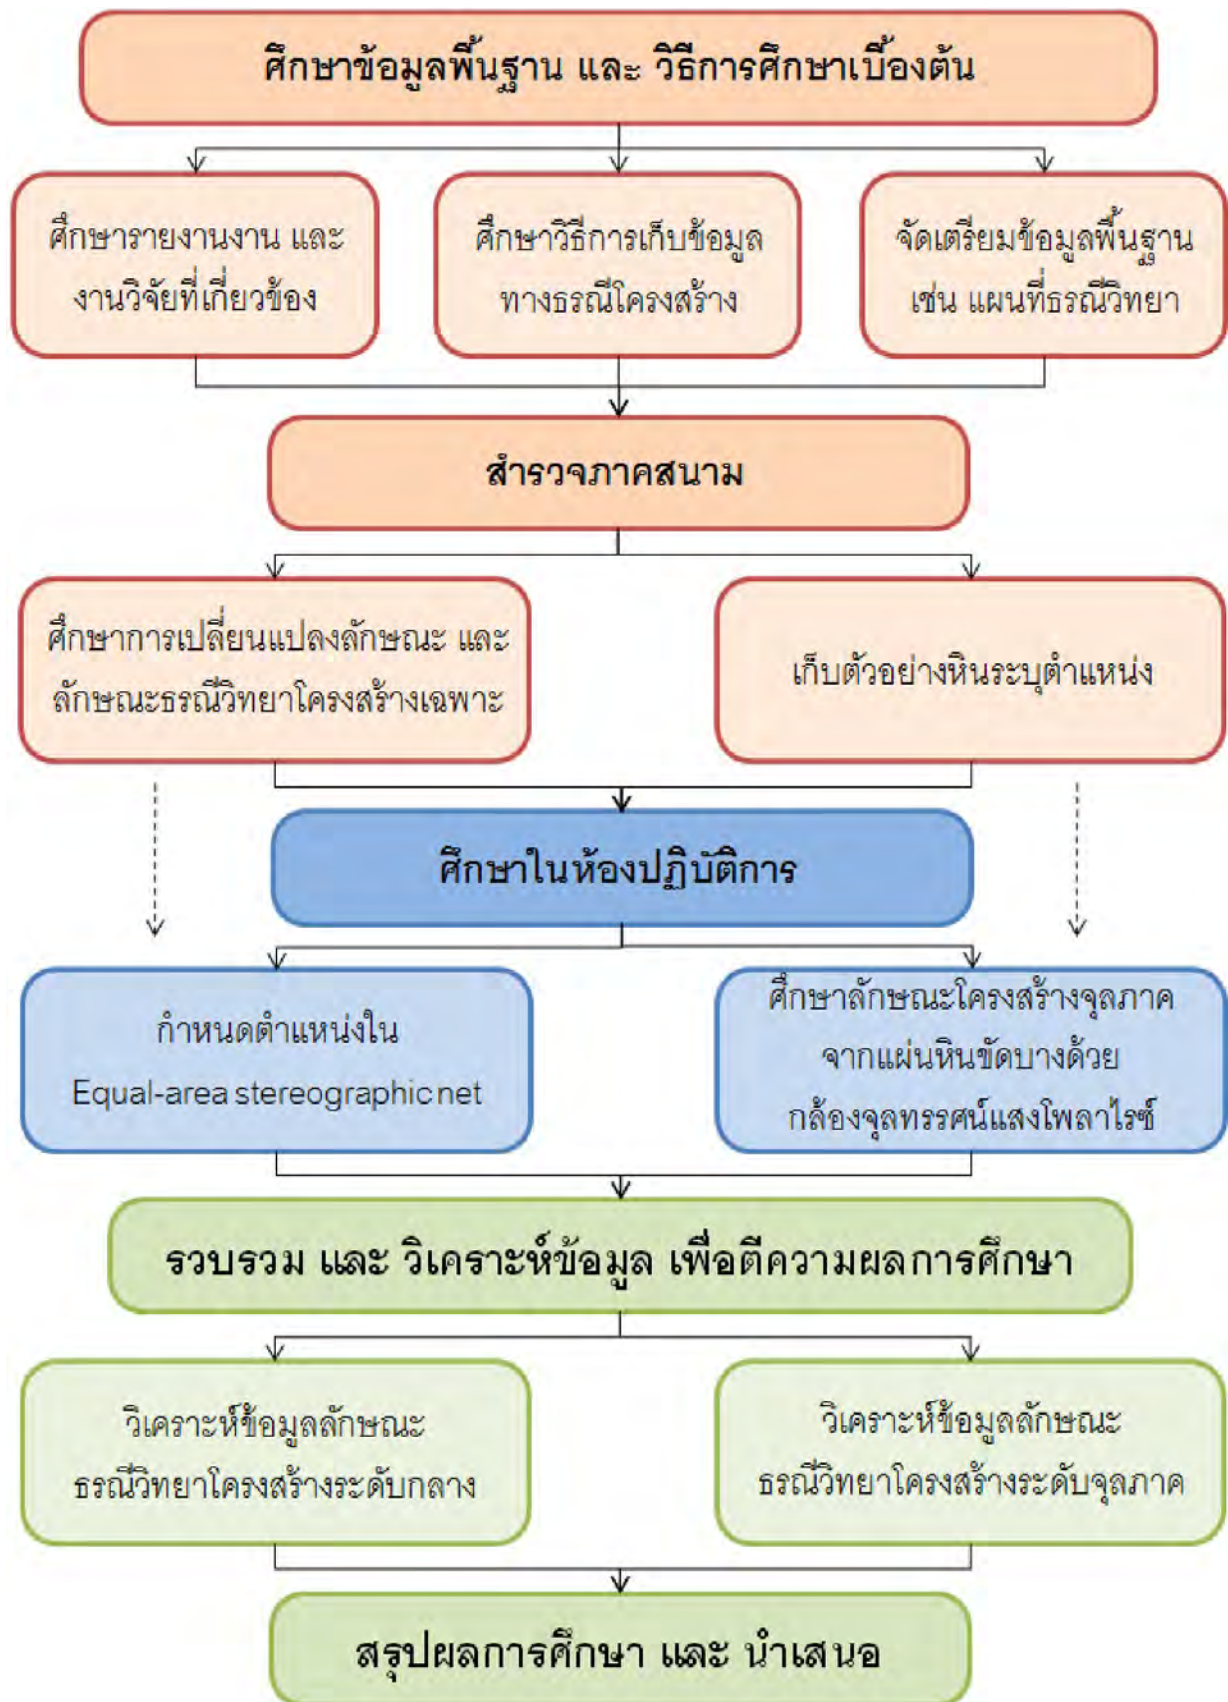 ศึกษาข้อมูลพื้นฐาน และ วิธีการศึกษาเบื้องต้น
ศึกษารายงานงาน และ
งานวิจัยที่เกี่ยวข้อง
ศึกษาวิธีการเก็บข้อมูล
ทางธรณีโครงสร้าง
จัดเตรียมข้อมูลพื้นฐาน
เช่น แผนที่ธรณีวิทยา
สำรวจภาคสนาม
ศึกษาการเปลี่ยนแปลงลักษณะ และ
ลักษณะธรณีวิทยาโครงสร้างเฉพาะ
เก็บตัวอย่างหินระบุตำแหน่ง
ศึกษาในห้องปฏิบัติการ
กำหนดตำแหน่งใน
Equal-area stereographic net
ศึกษาลักษณะโครงสร้างจุลภาค
จากแผ่นหินขัดบางด้วย
กล้องจุลทรรศน์แสงโพลาไรซ์
รวบรวม และ วิเคราะห์ข้อมูล เพื่อตีความผลการศึกษา
วิเคราะห์ข้อมูลลักษณะ
ธรณีวิทยาโครงสร้างระดับกลาง
วิเคราะห์ข้อมูลลักษณะ
ธรณีวิทยาโครงสร้างระดับจุลภาค
สรุปผลการศึกษา และ นำเสนอ